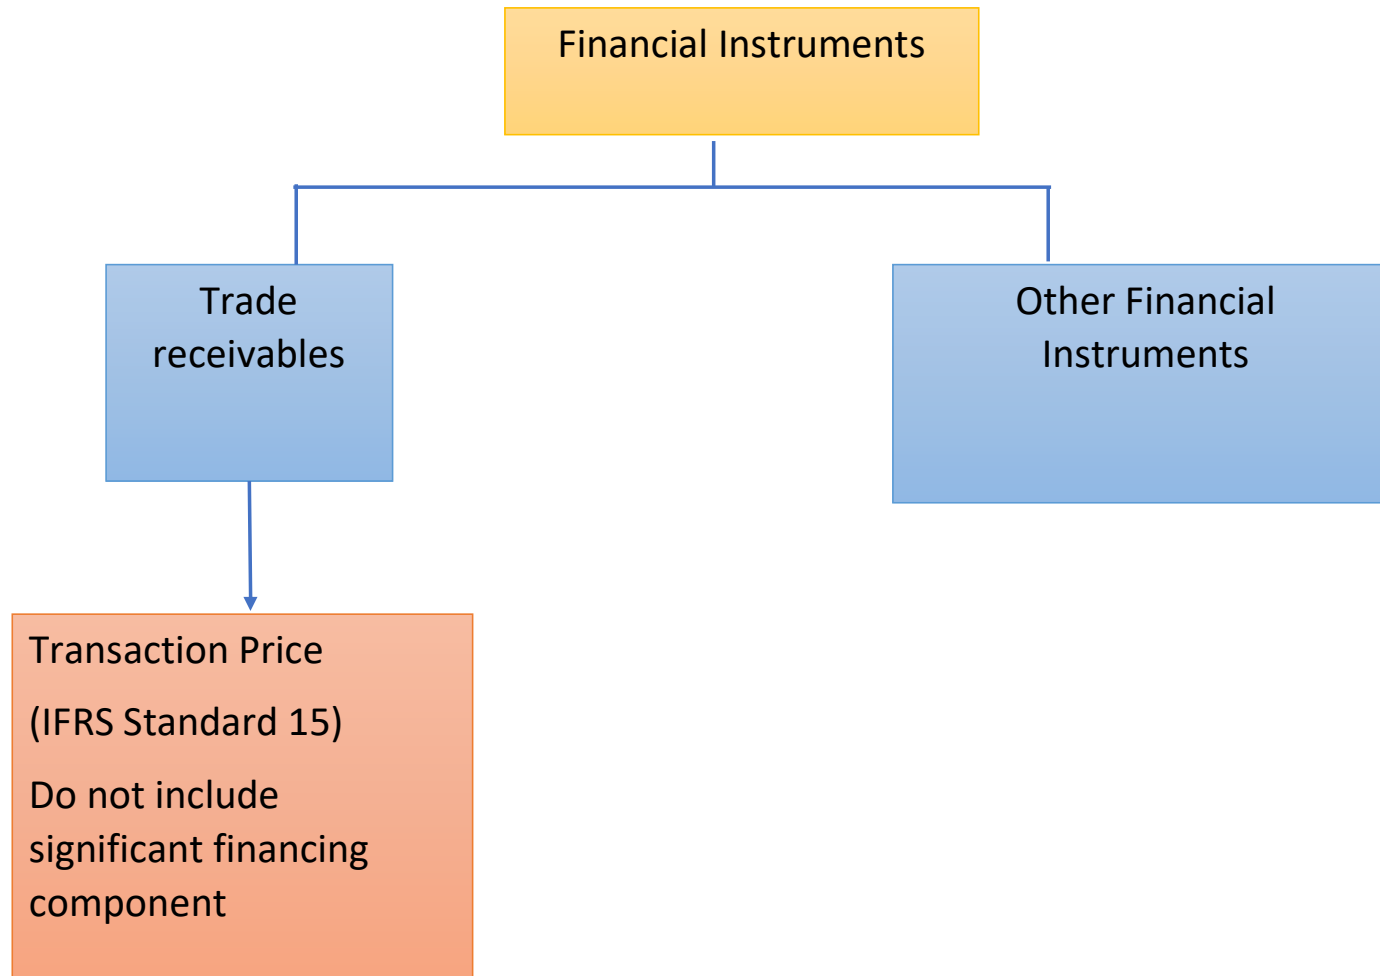 Financial Instruments
Trade
receivables
Other Financial
Instruments
Transaction Price
(IFRS Standard 15)
Do not include
significant financing
component